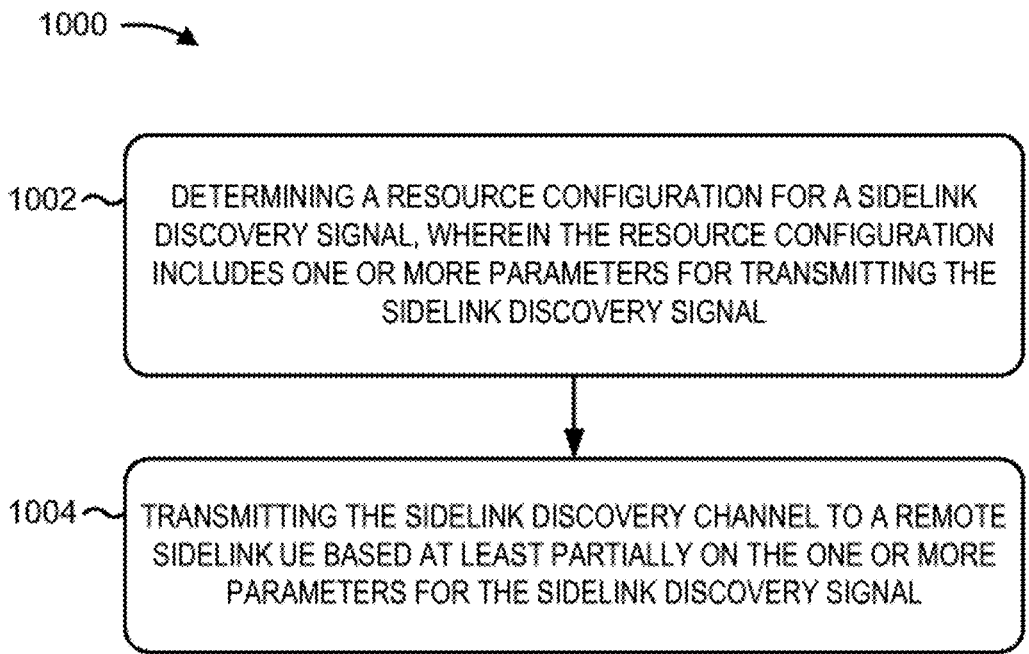 1000
1002
DETERMINING A RESOURCE CONFIGURATION FOR A SIDELINK
DISCOVERY SIGNAL, WHEREIN THE RESOURCE CONFIGURATION
INCLUDES ONE OR MORE PARAMETERS FOR TRANSMITTING THE
SIDELINK DISCOVERY SIGNAL
1004
TRANSMITTING THE SIDELINK DISCOVERY CHANNEL TO A REMOTE
SIDELINK UE BASED AT LEAST PARTIALLY ON THE ONE OR MORE
PARAMETERS FOR THE SIDELINK DISCOVERY SIGNAL